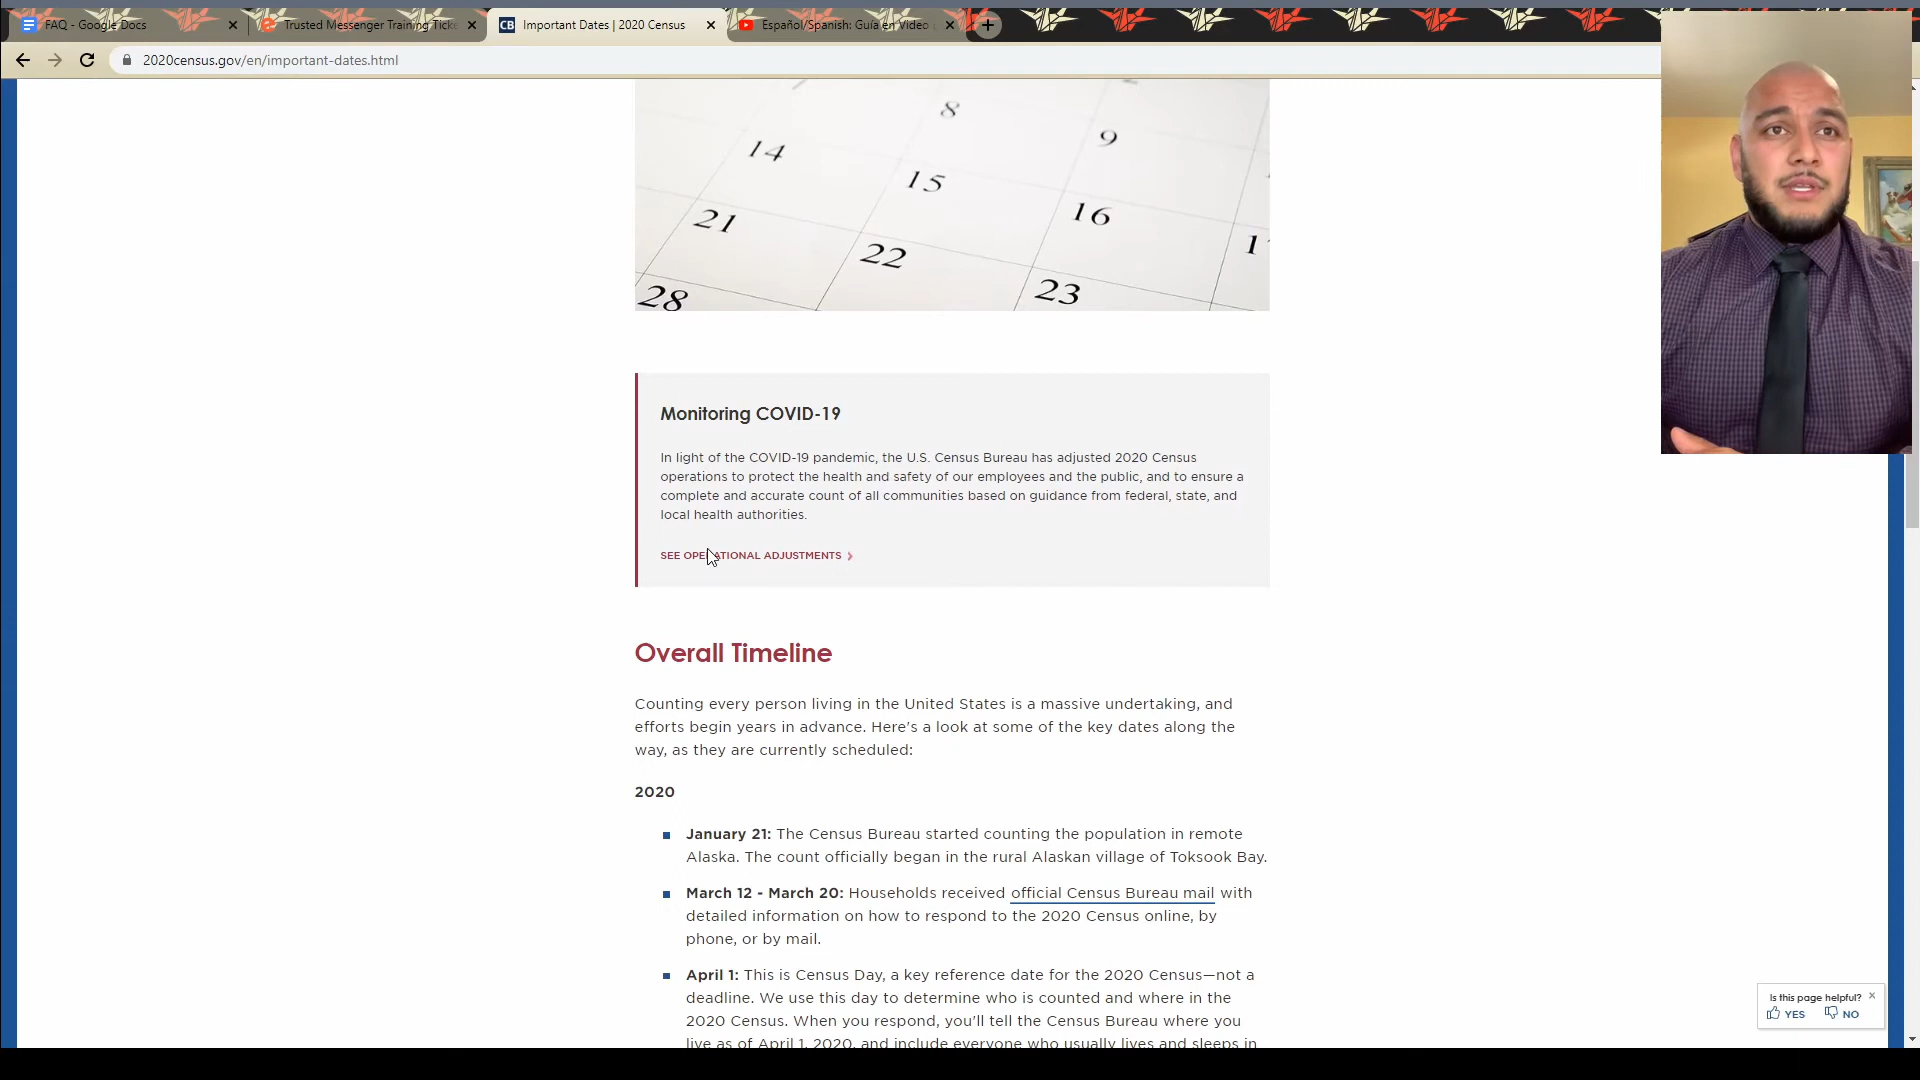 FAQ - Google Docs
Trusted Messenger Training Ticke
CB Important Dates | 2020 Census
Español/Spanish: Guía en Video
2020census.gov/en/important-dates.html
8
9
14
15
16
21
22
23
28
Monitoring COVID-19
In light of the COVID-19 pandemic, the U.S. Census Bureau has adjusted 2020 Census
operations to protect the health and safety of our employees and the public, and to ensure a
complete and accurate count of all communities based on guidance from federal, state, and
local health authorities.
SEE OPERATIONAL ADJUSTMENTS
Overall Timeline
Counting every person living in the United States is a massive undertaking, and
efforts begin years in advance. Here's a look at some of the key dates along the
way, as they are currently scheduled:
2020
January 21: The Census Bureau started counting the population in remote
Alaska. The count officially began in the rural Alaskan village of Toksook Bay.
March 12 - March 20: Households received official Census Bureau mail with
detailed information on how to respond to the 2020 Census online, by
phone, or by mail.
April 1: This is Census Day, a key reference date for the 2020 Census—not a
deadline. We use this day to determine who is counted and where in the
2020 Census. When you respond, you'll tell the Census Bureau where you
live as of April 1, 2020, and include everyone who usually lives and sleeps in
Is this page helpful?
YES NO